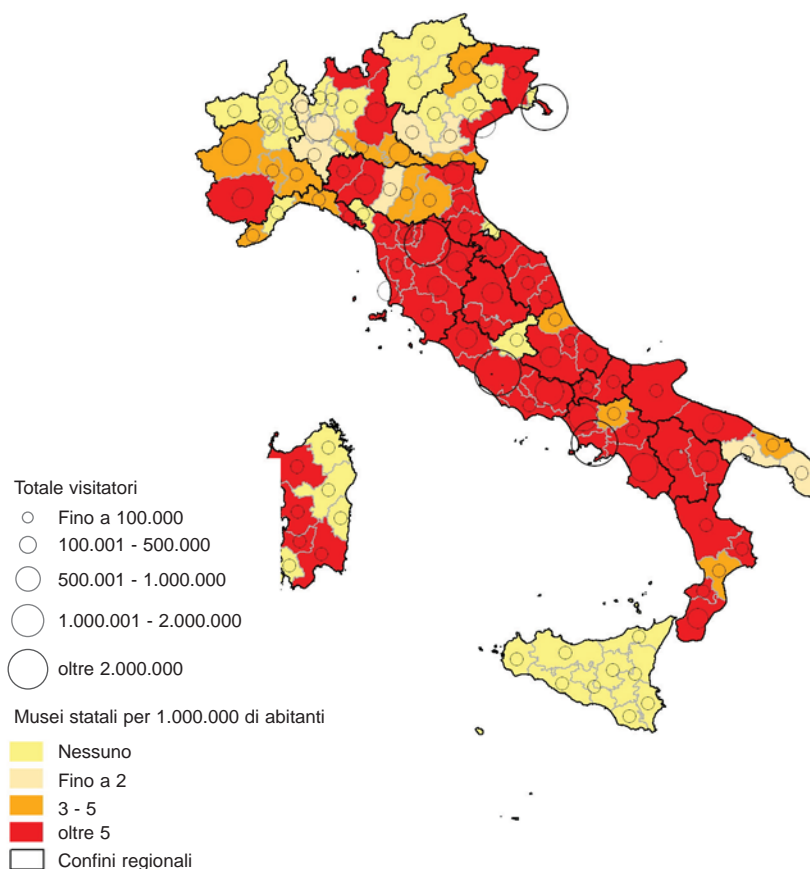 Totale visitatori
Fino a 100.000
100.001 - 500.000
500.001 - 1.000.000
1.000.001 - 2.000.000
oltre 2.000.000
Musei statali per 1.000.000 di abitanti
Nessuno
Fino a 2
3 - 5
oltre 5
Confini regionali